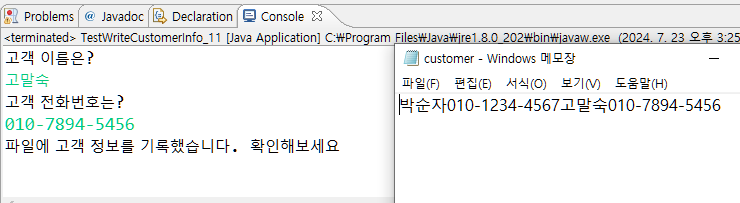 Problems @ Javadoc Declaration Console
<terminated> TestWriteCustomerInfo_11 [Java Application] C:₩Program Files₩Java₩jre1.8.0_202₩bin₩javaw.exe (2024. 7. 23 오후 3:25
고객 이름은?
고말숙
고객 전화번호는?
010-7894-5456
파일에 고객 정보를 기록했습니다. 확인해보세요
customer - Windows 메모장
파일(F) 편집(E) 서식(O) 보기(V) 도움말(H)
박순자010-1234-4567고말숙010-7894-5456